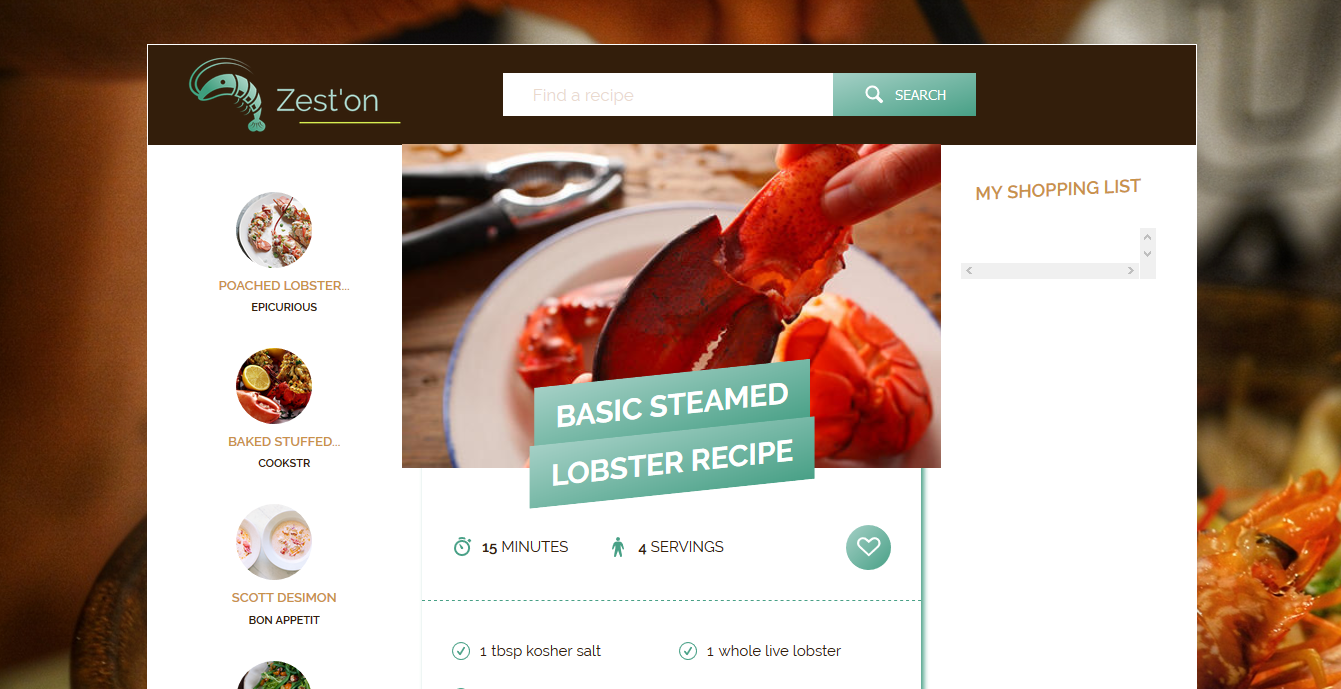 Zest'on
Find a recipe
SEARCH
POACHED LOBSTER...
EPICURIOUS
BAKED STUFFED...
COOKSTR
SCOTT DESIMON
BON APPETIT
BASIC STEAMED
LOBSTER RECIPE
15 MINUTES
4 SERVINGS
1 tbsp kosher salt
1 whole live lobster
MY SHOPPING LIST